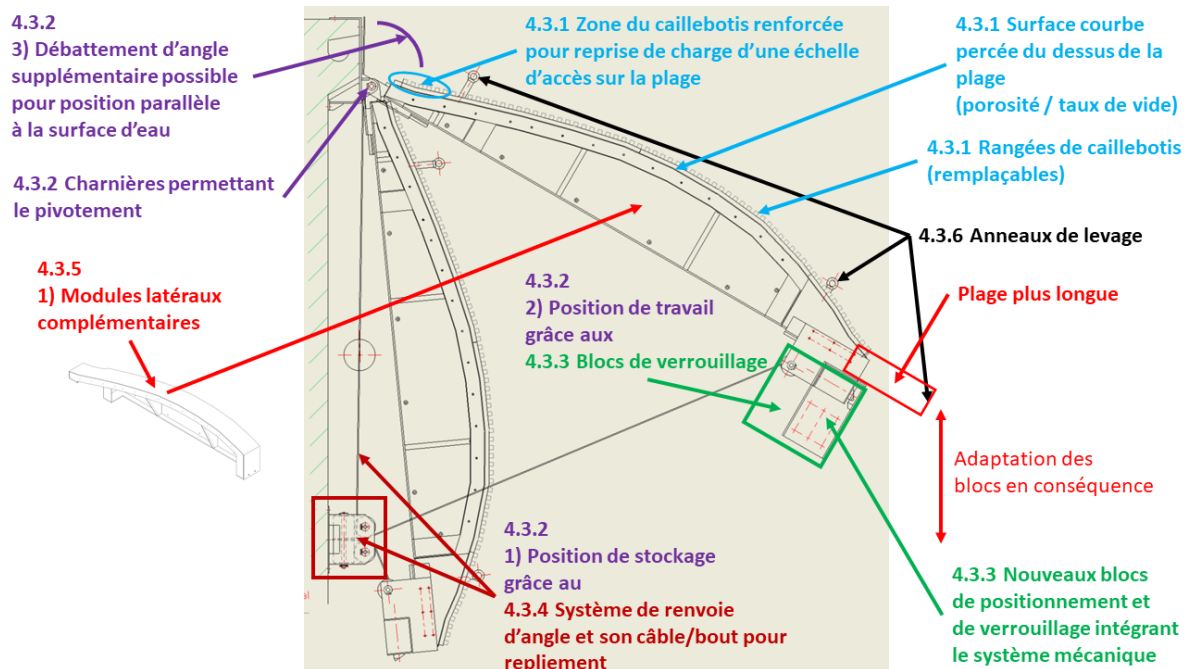 4.3.2
3) Débattement d’angle
supplémentaire possible
pour position parallèle
à la surface d’eau
4.3.1 Zone du caillebotis renforcée
pour reprise de charge d’une échelle
d’accès sur la plage
4.3.1 Surface courbe
percée du dessus de la
plage
(porosité / taux de vide)
4.3.1 Rangées de caillebotis
(remplaçables)
4.3.2 Charnières permettant
le pivotement
4.3.6 Anneaux de levage
4.3.5
1) Modules latéraux
complémentaires
4.3.2
2) Position de travail
grâce aux
4.3.3 Blocs de verrouillage
Plage plus longue
Adaptation des
blocs en conséquence
4.3.2
1) Position de stockage
grâce au
4.3.4 Système de renvoie
d’angle et son câble/bout pour
repliement
4.3.3 Nouveaux blocs
de positionnement et
de verrouillage intégrant
le système mécanique